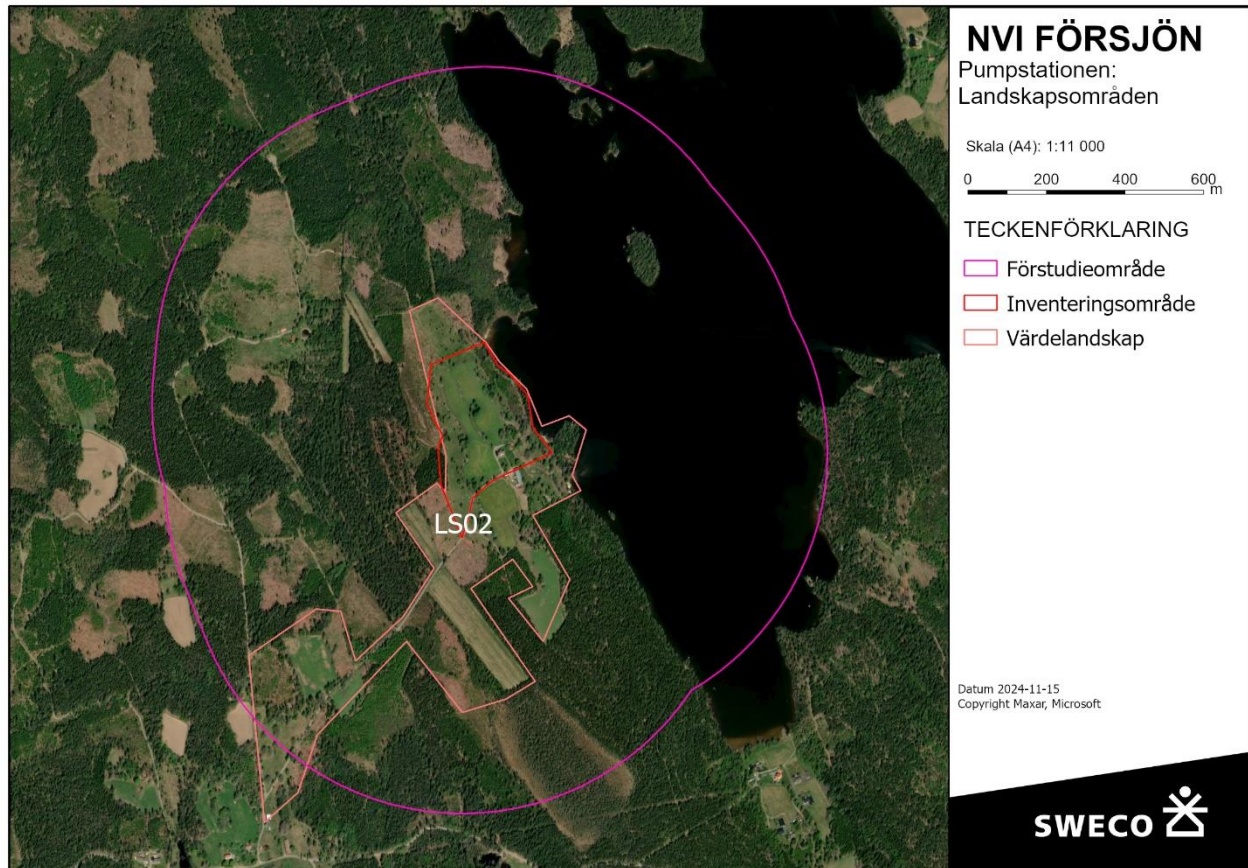 NVI FÖRSJÖN
Pumpstationen:
Landskapsområden
Skala (A4): 1:11 000
0 200 400 600
m
TECKENFÖRKLARING
Förstudieområde
Inventeringsområde
Värdelandskap
LS02
Datum 2024-11-15
Copyright Maxar, Microsoft
SWECO